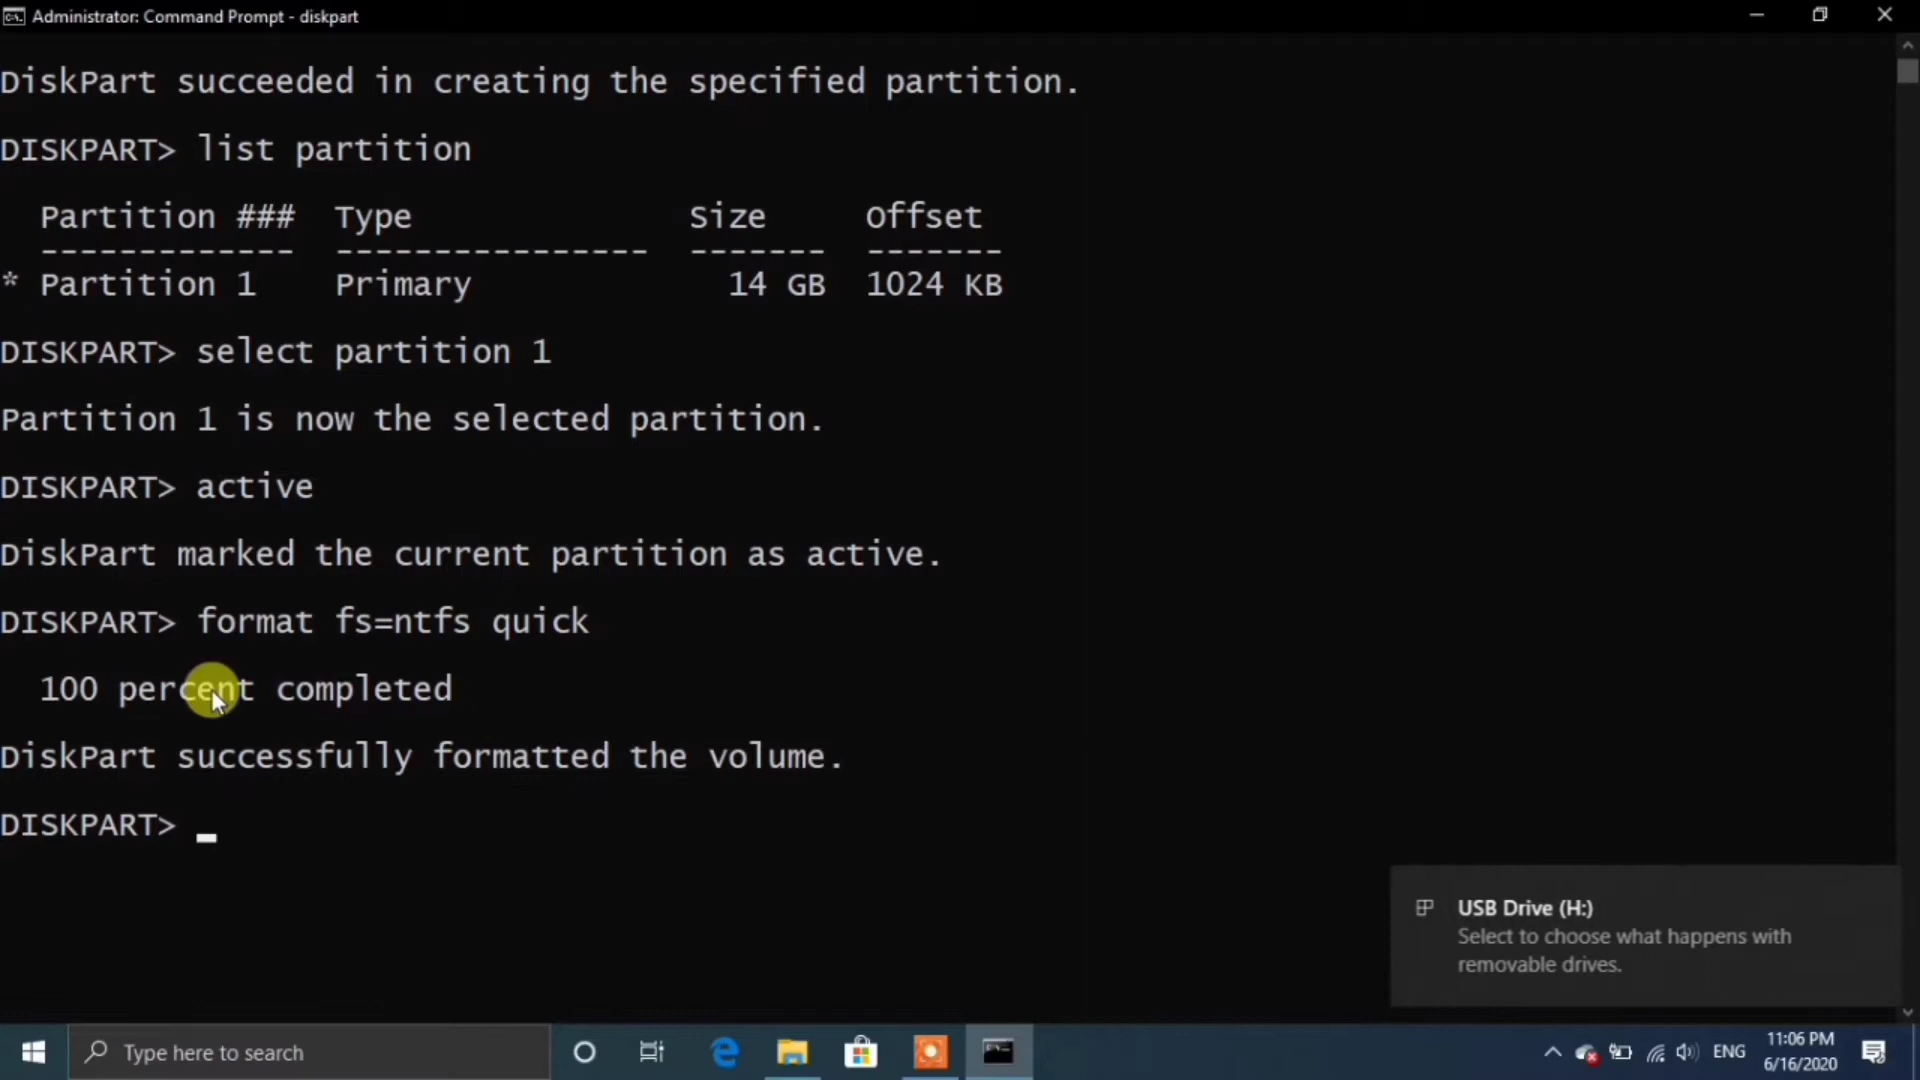 Administrator: Command Prompt - diskpart
DiskPart succeeded in creating the specified partition.
DISKPART> list partition
Partition ###  Type              Size     Offset
-------------  ----------------  -------  -------
* Partition 1    Primary             14 GB  1024 KB
DISKPART> select partition 1
Partition 1 is now the selected partition.
DISKPART> active
DiskPart marked the current partition as active.
DISKPART> format fs=ntfs quick
100 percent completed
DiskPart successfully formatted the volume.
DISKPART> _
USB Drive (H:)
Select to choose what happens with
removable drives.
Type here to search
ENG
11:06 PM
6/16/2020